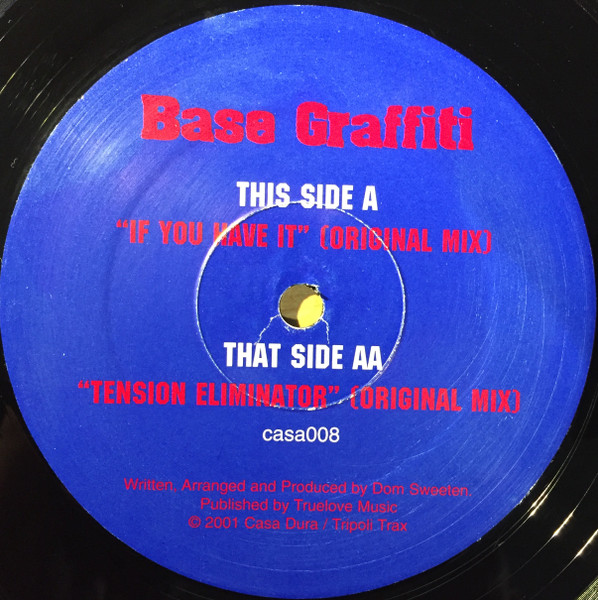 Base Graffiti
THIS SIDE A
"IF YOU HAVE IT" (ORIGINAL MIX)
THAT SIDE AA
"TENSION ELIMINATOR" (ORIGINAL MIX)
casa008
Written, Arranged and Produced by Dom Sweeten.
Published by Truelove Music
© 2001 Casa Dura / Tripoli Trax